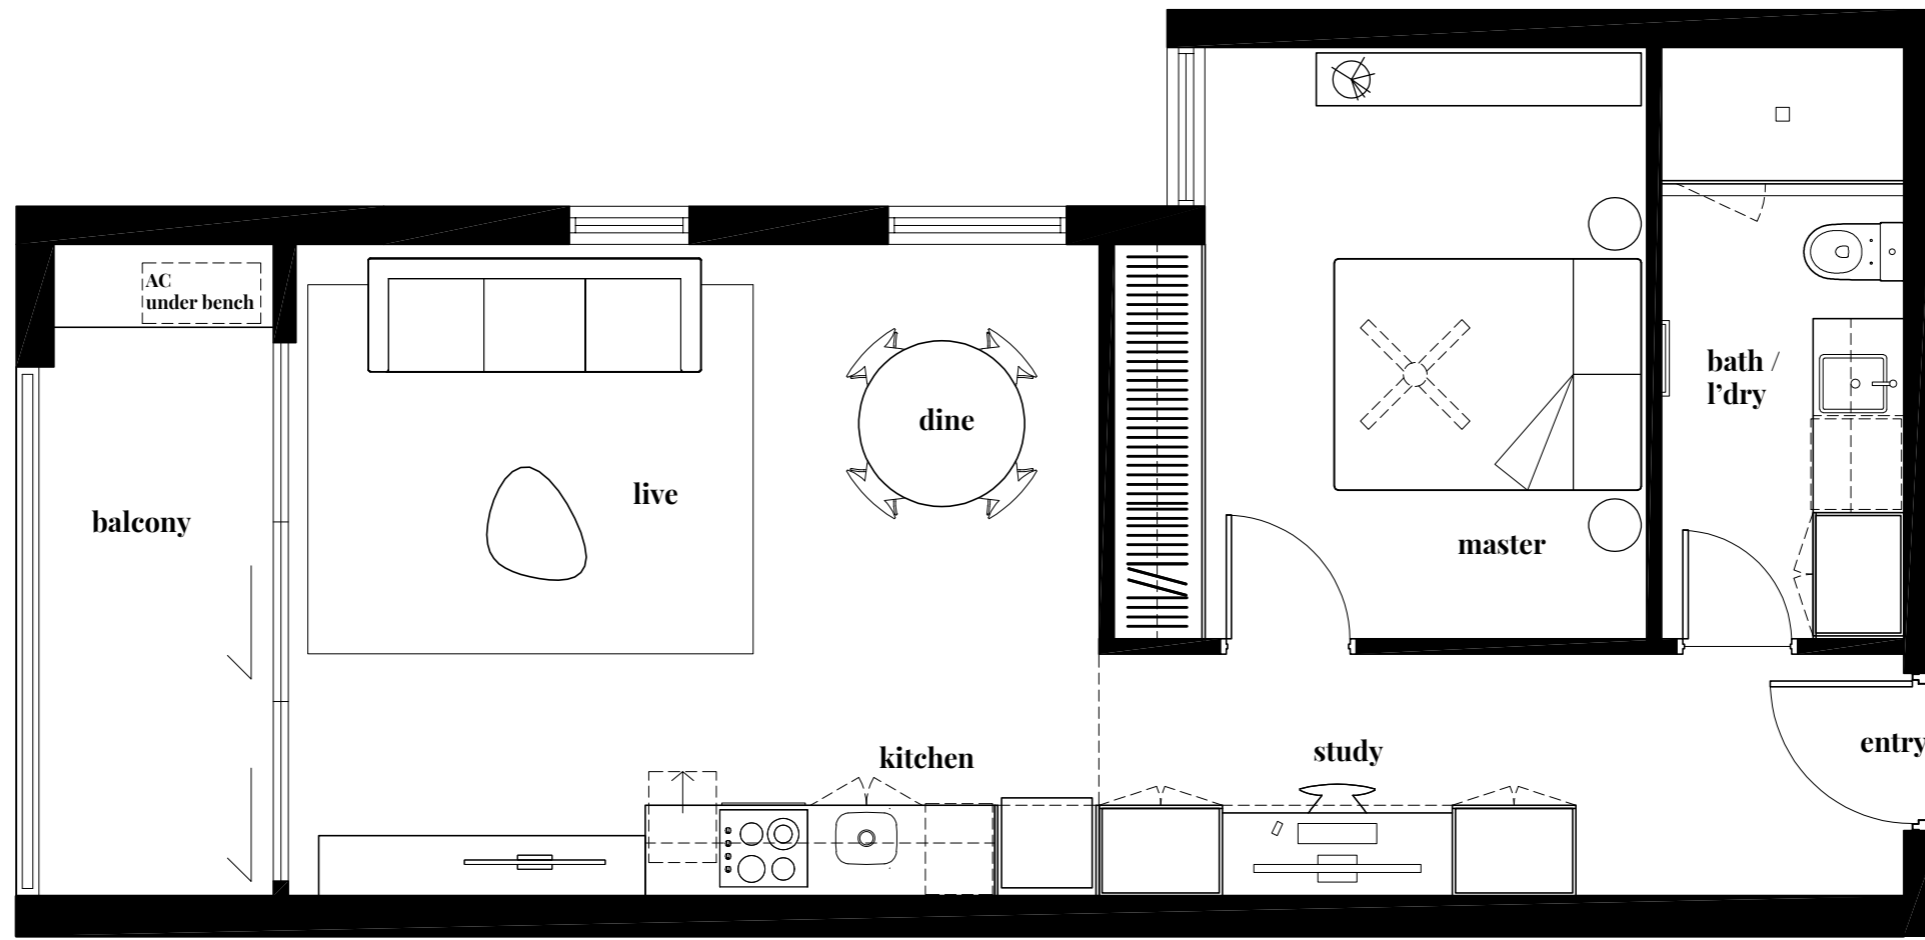 AC
under bench
bath /
l’dry
dine
live
balcony
master
study
entry
kitchen